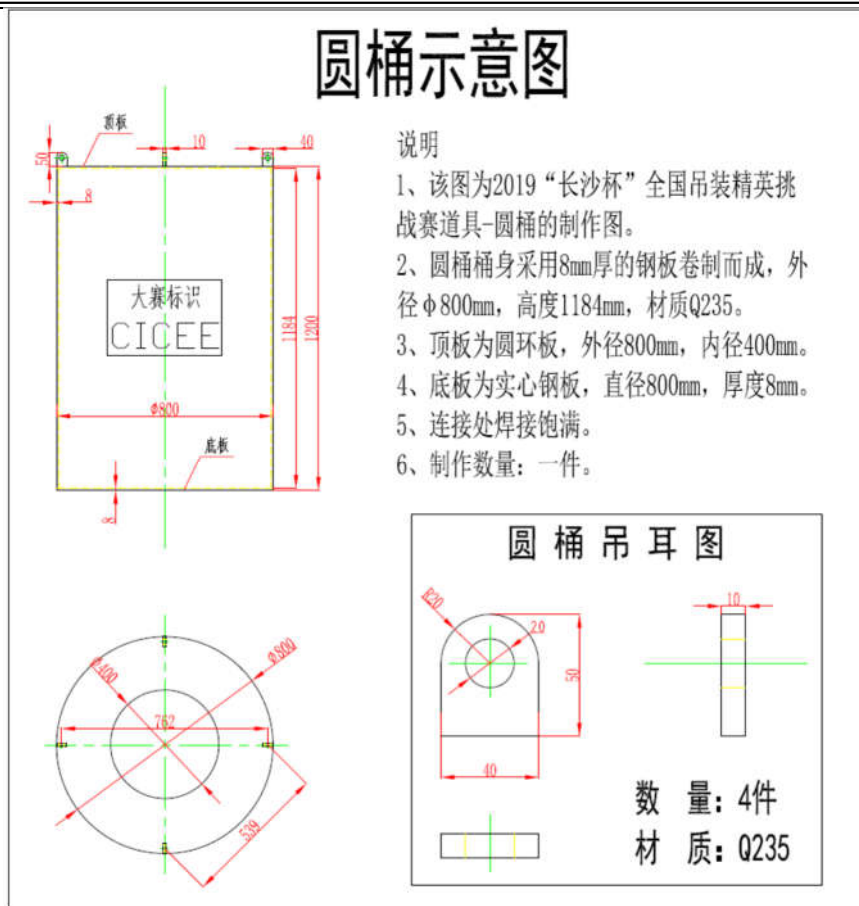 圆桶示意图
顶板
10
40
50
8
大赛标识
CICEE
1184
1200
Φ800
底板
8
说明
1、该图为2019“长沙杯”全国吊装精英挑
战赛道具-圆桶的制作图。
2、圆桶桶身采用8mm厚的钢板卷制而成，外
径φ800mm，高度1184mm，材质Q235。
3、顶板为圆环板，外径800mm，内径400mm。
4、底板为实心钢板，直径800mm，厚度8mm。
5、连接处焊接饱满。
6、制作数量：一件。
Φ400
Φ800
762
539
圆桶吊耳图
R20
20
50
40
10
数 量：4件
材 质：Q235